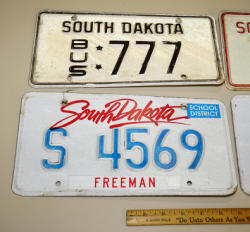 SOUTH DAKOTA
BUS 777
South Dakota
SCHOOL
DISTRICT
S 4569
FREEMAN
"Do Unto Others As You